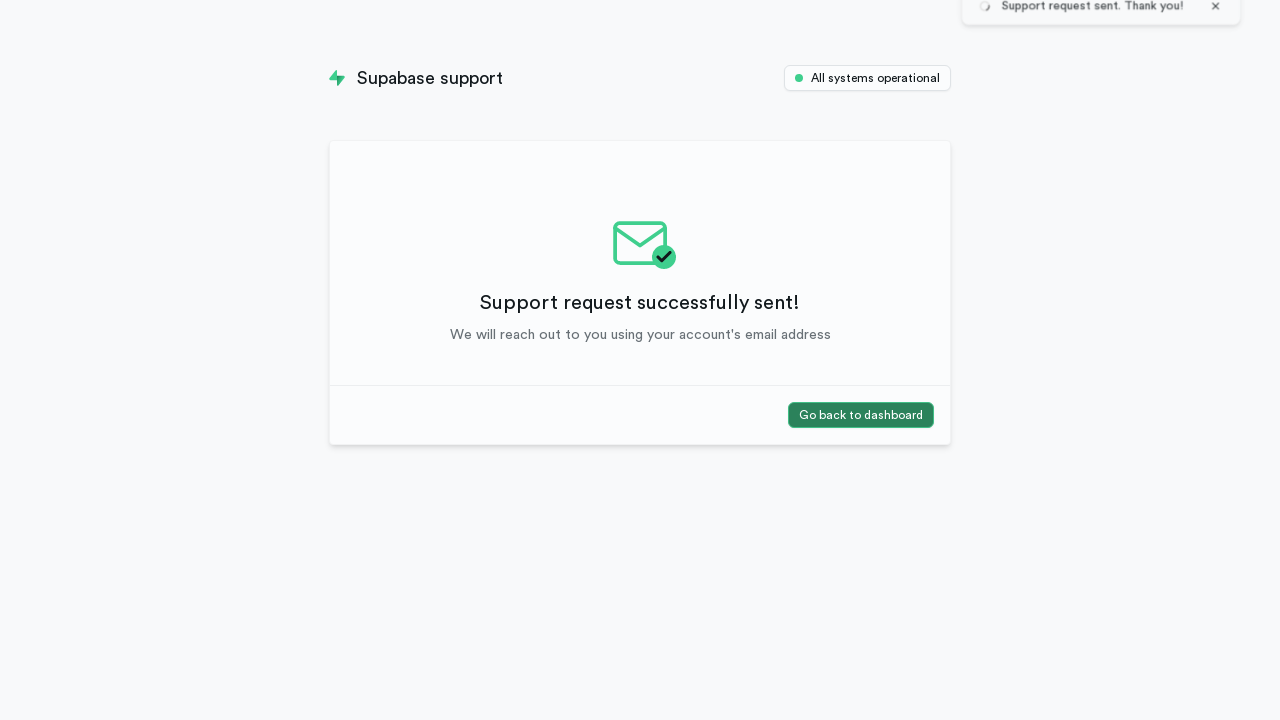 Support request sent. Thank you!
Supabase support
All systems operational
Support request successfully sent!
We will reach out to you using your account's email address
Go back to dashboard